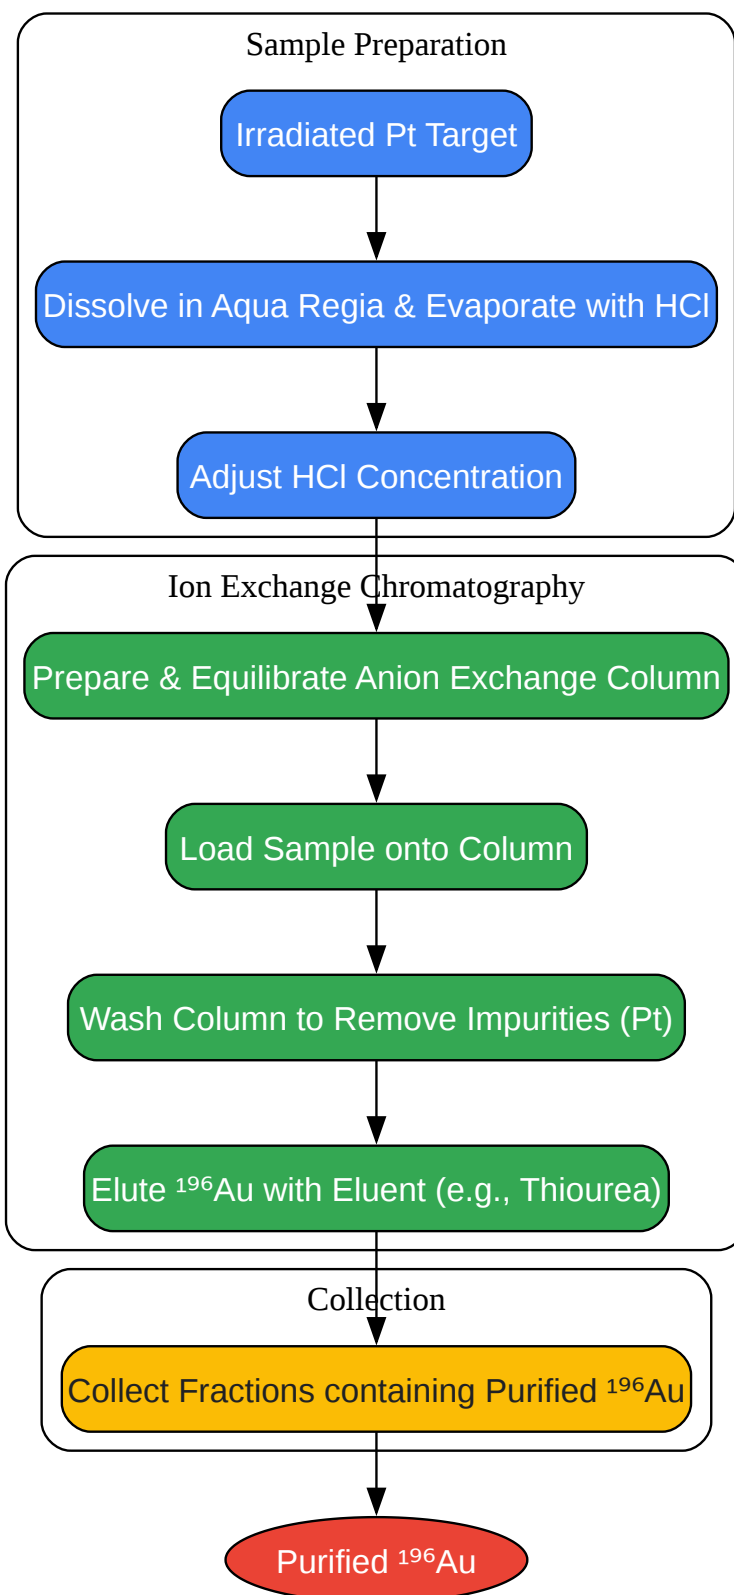 Sample Preparation
Irradiated Pt Target
Dissolve in Aqua Regia & Evaporate with HCl
Adjust HCl Concentration
Ion Exchange Chromatography
Prepare & Equilibrate Anion Exchange Column
Load Sample onto Column
Wash Column to Remove Impurities (Pt)
Elute ¹⁹⁶Au with Eluent (e.g., Thiourea)
Collection
Collect Fractions containing Purified ¹⁹⁶Au
Purified ¹⁹⁶Au